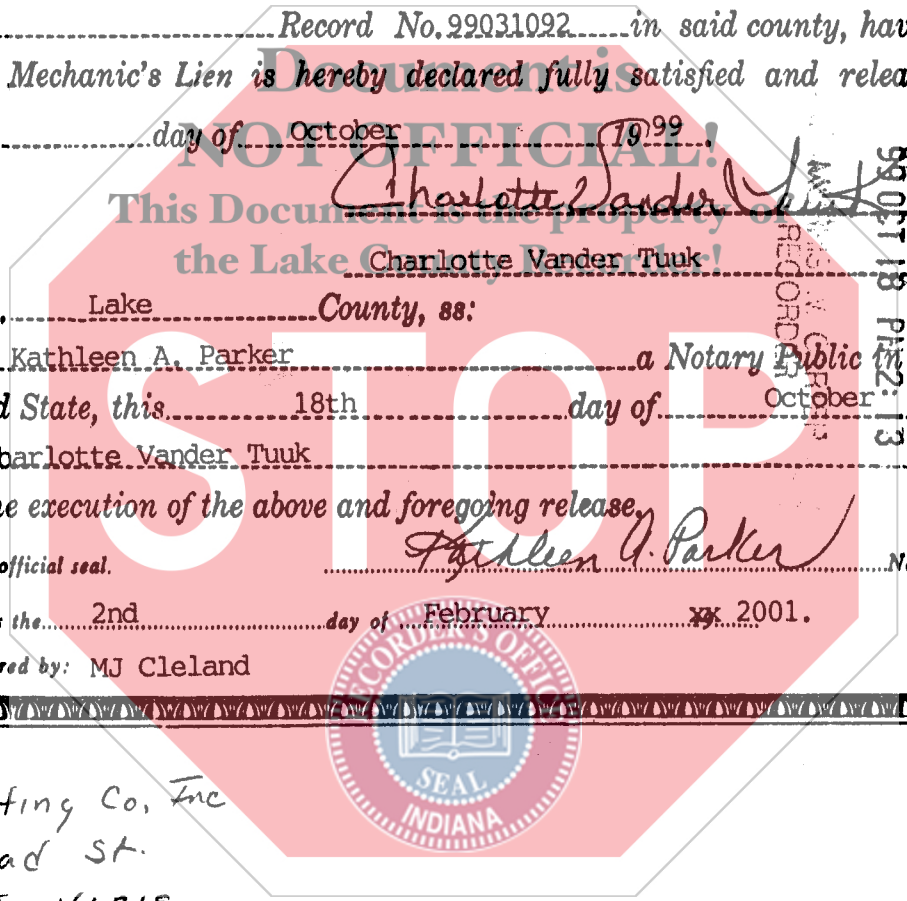 Record No. 99031092 in said county, hav
Mechanic's Lien is hereby declared fully satisfied and relea
day of October 1999.
Charlotte Vander Tuuk
Charlotte Vander Tuuk
Lake County, ss:
Kathleen A. Parker a Notary Public in
d State, this 18th day of October
harlotte Vander Tuuk
e execution of the above and foregoing release.
official seal. Kathleen A. Parker N
the 2nd day of February xx 2001.
red by: MJ Cleland
ting Co, Inc
ad St.
Document is
NOT OFFICIAL!
This Document is the property of
the Lake County Recorder!
STOP
RECORDER'S OFFICE
SEAL
INDIANA
99 OCT 18 PM 2:13
RECORDER